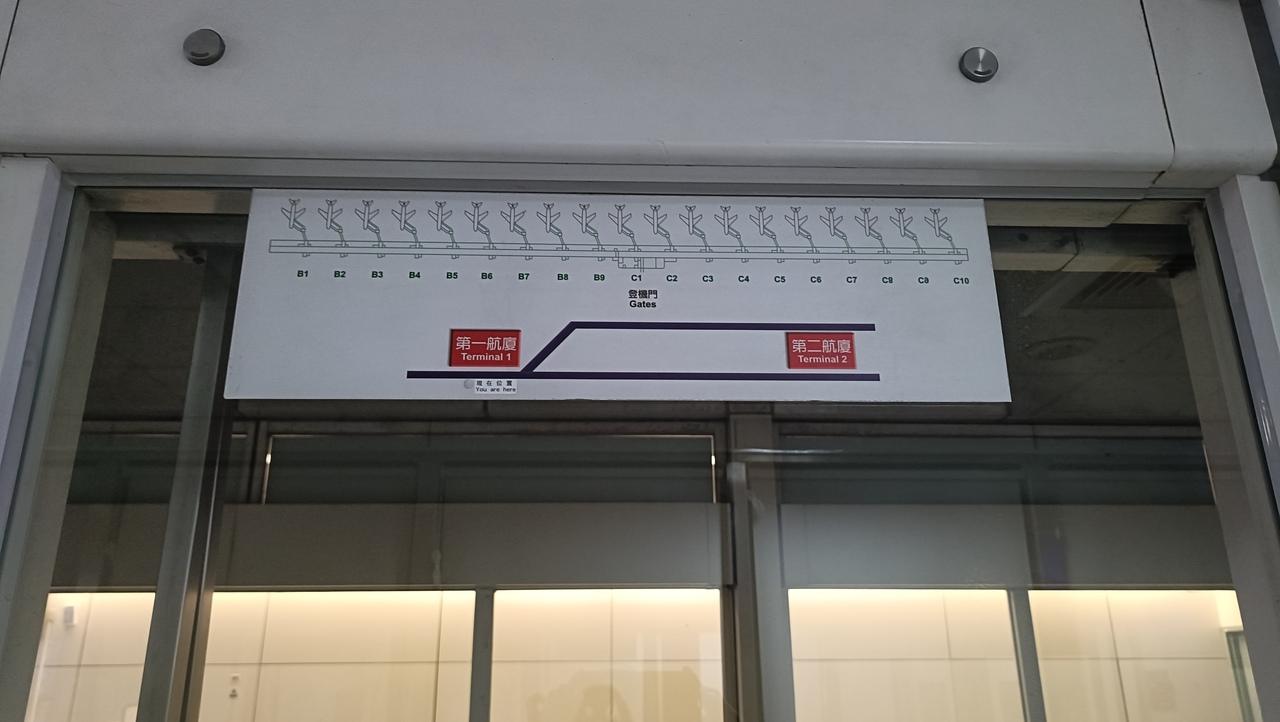 B1 B2 B3 B4 B5 B6 B7 B8 B9 C1 C2 C3 C4 C5 C6 C7 C8 C9 C10
登機門
Gates
第一航廈
Terminal 1
第二航廈
Terminal 2
現在位置
You are here